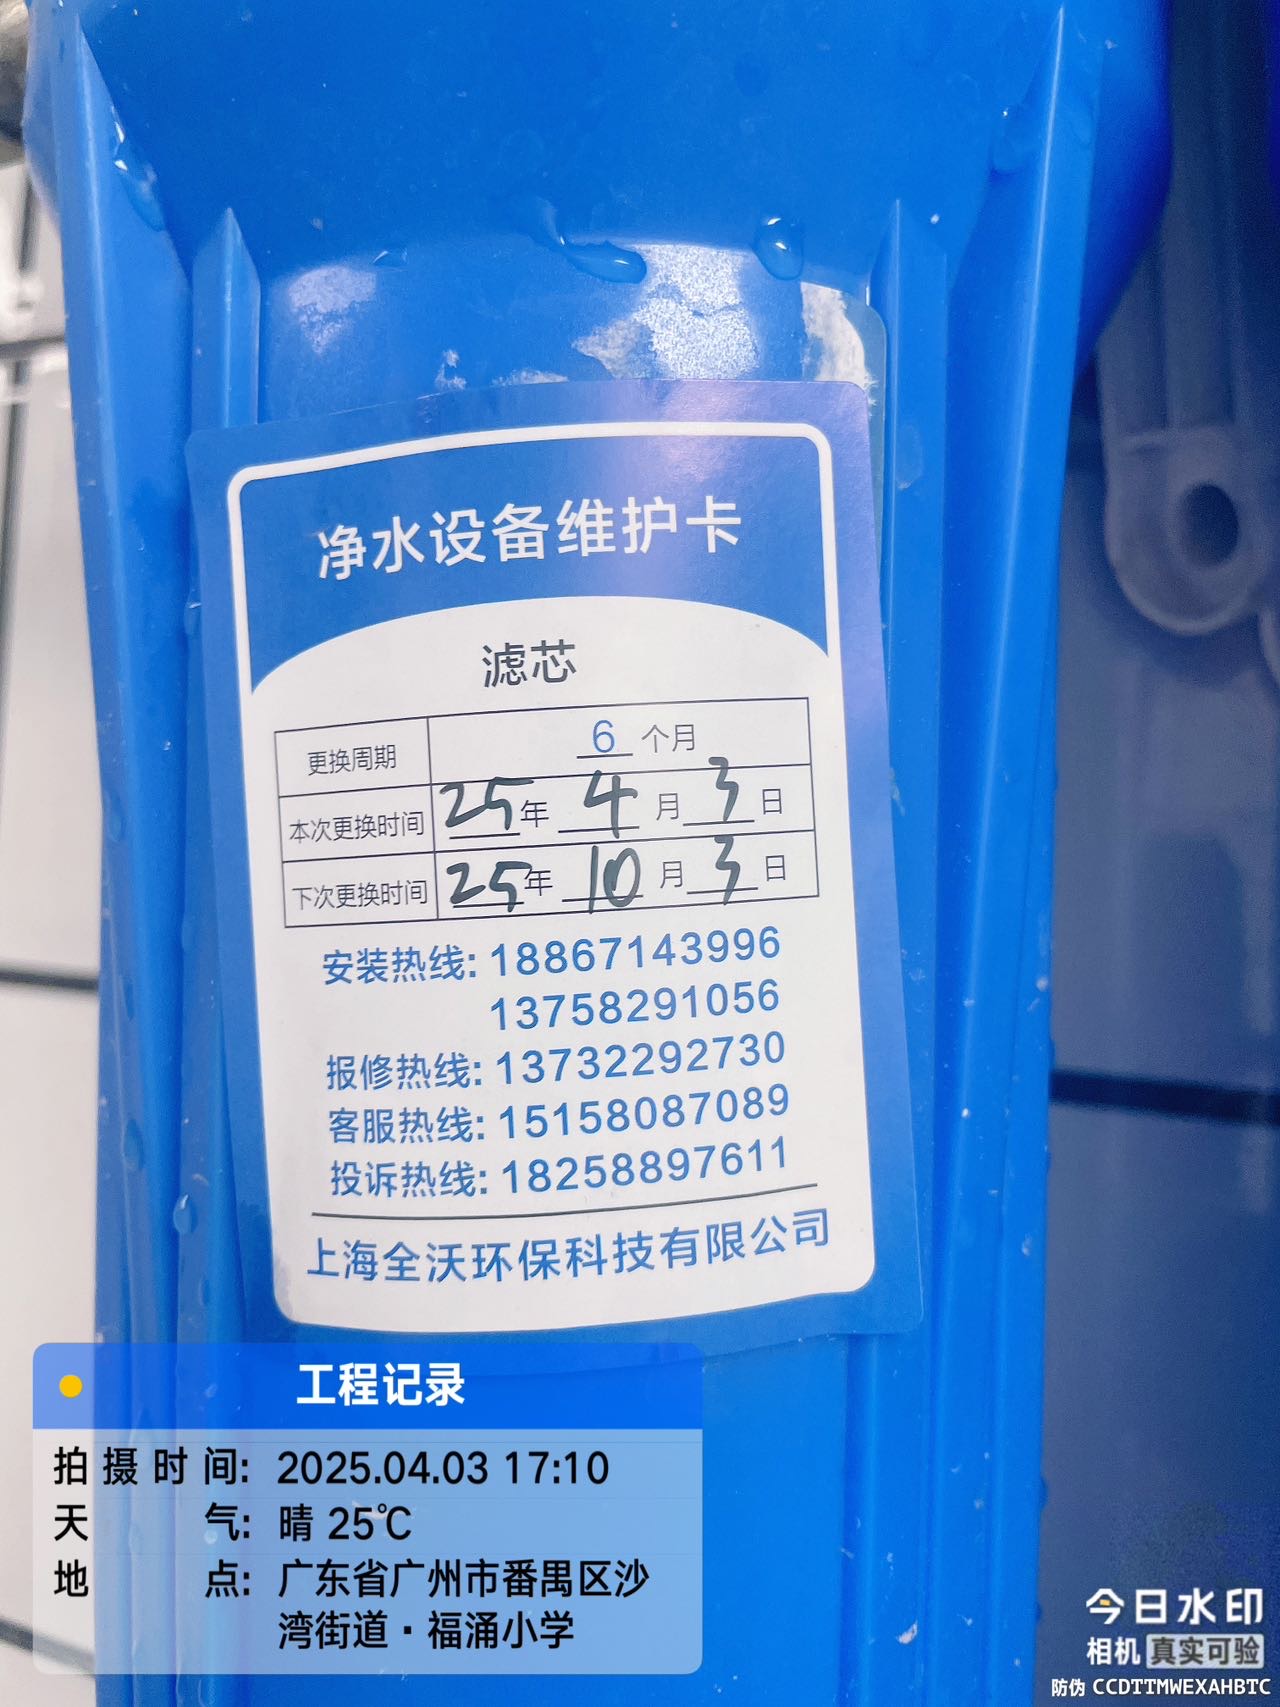 净水设备维护卡
滤芯
更换周期 6 个月
本次更换时间 25年 4 月 3 日
下次更换时间 25年 10 月 3 日
安装热线: 18867143996
13758291056
报修热线: 13732292730
客服热线: 15158087089
投诉热线: 18258897611
上海全沃环保科技有限公司
工程记录
拍摄时间: 2025.04.03 17:10
天气: 晴 25℃
地点: 广东省广州市番禺区沙
湾街道·福涌小学
今日水印
相机 真实可验
防伪 CCDTTMWEXAHBTC